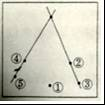 ④ ②
⑤ ① ③